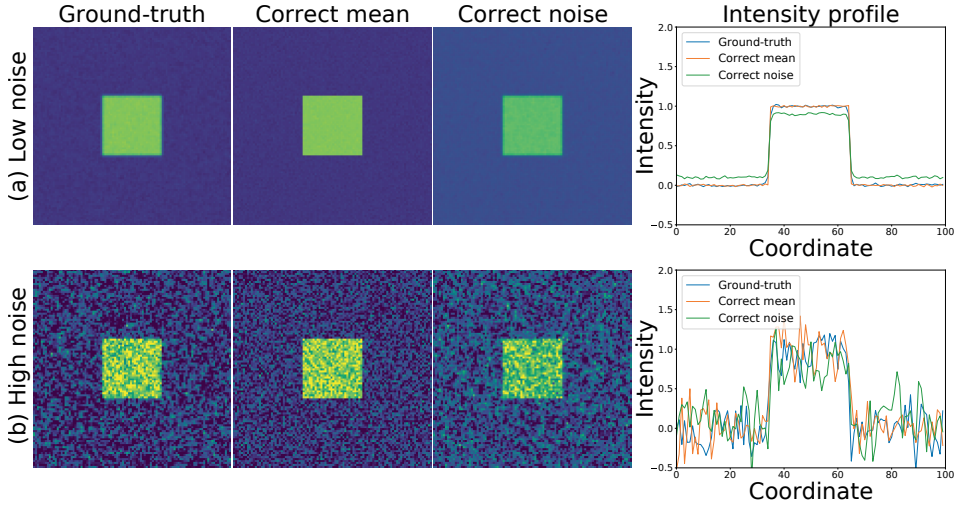 Ground-truth
Correct mean
Correct noise
Intensity profile
(a) Low noise
Intensity
2.0
1.5
1.0
0.5
0.0
−0.5
Ground-truth
Correct mean
Correct noise
0
20
40
60
80
100
Coordinate
(b) High noise
Intensity
2.0
1.5
1.0
0.5
0.0
−0.5
Ground-truth
Correct mean
Correct noise
0
20
40
60
80
100
Coordinate